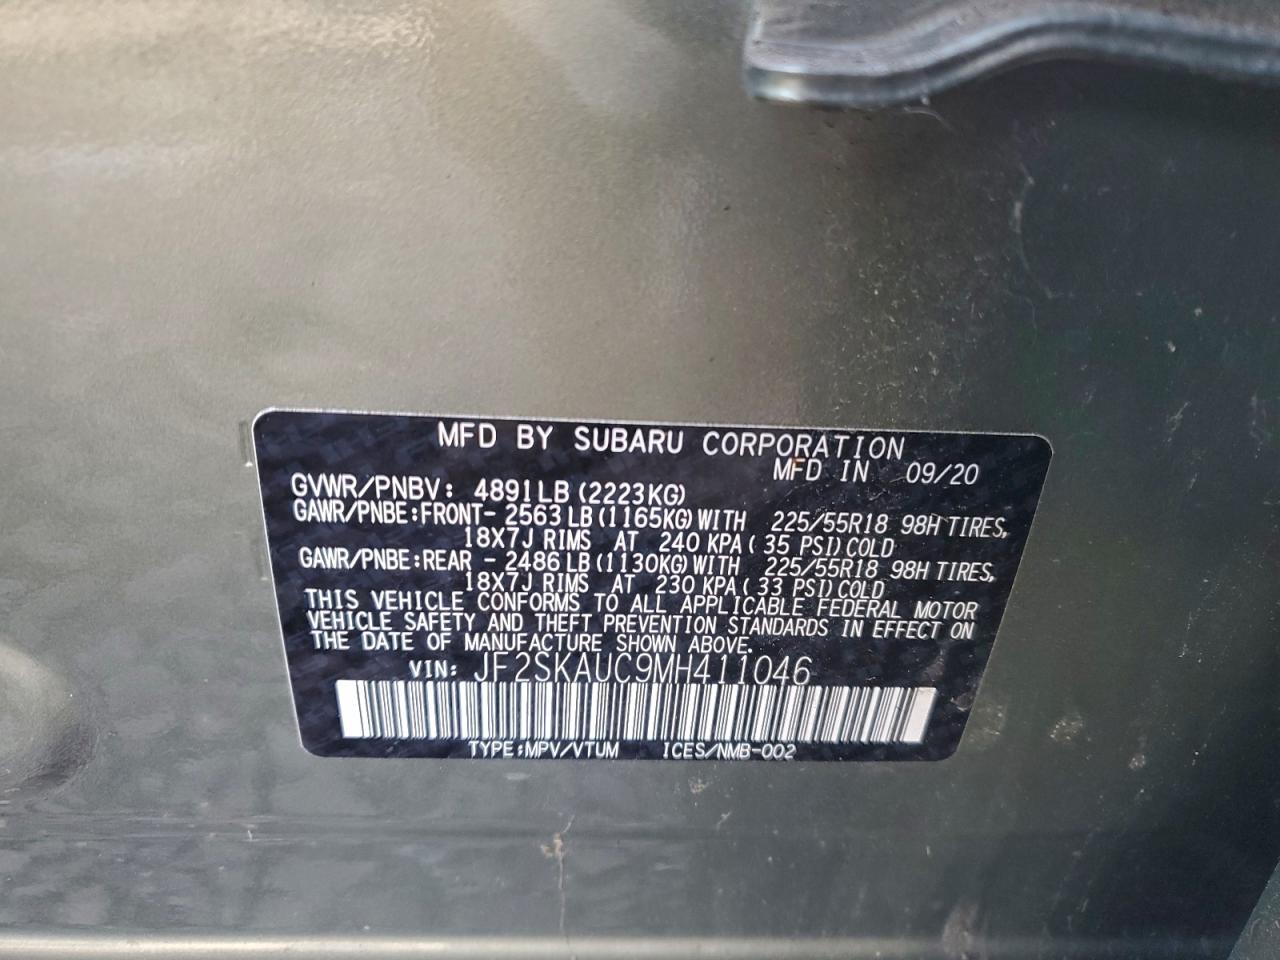 MFD BY SUBARU CORPORATION
MFD IN 09/20
GVWR/PNBV: 4891LB (2223KG)
GAWR/PNBE:FRONT- 2563 LB (1165KG) WITH 225/55R18 98H TIRES,
18X7J RIMS AT 240 KPA ( 35 PSI) COLD
GAWR/PNBE:REAR - 2486 LB (1130KG) WITH 225/55R18 98H TIRES,
18X7J RIMS AT 230 KPA ( 33 PSI) COLD
THIS VEHICLE CONFORMS TO ALL APPLICABLE FEDERAL MOTOR
VEHICLE SAFETY AND THEFT PREVENTION STANDARDS IN EFFECT ON
THE DATE OF MANUFACTURE SHOWN ABOVE.
VIN: JF2SKAUC9MH411046
TYPE:MPV/VTUM ICES/NMB-002